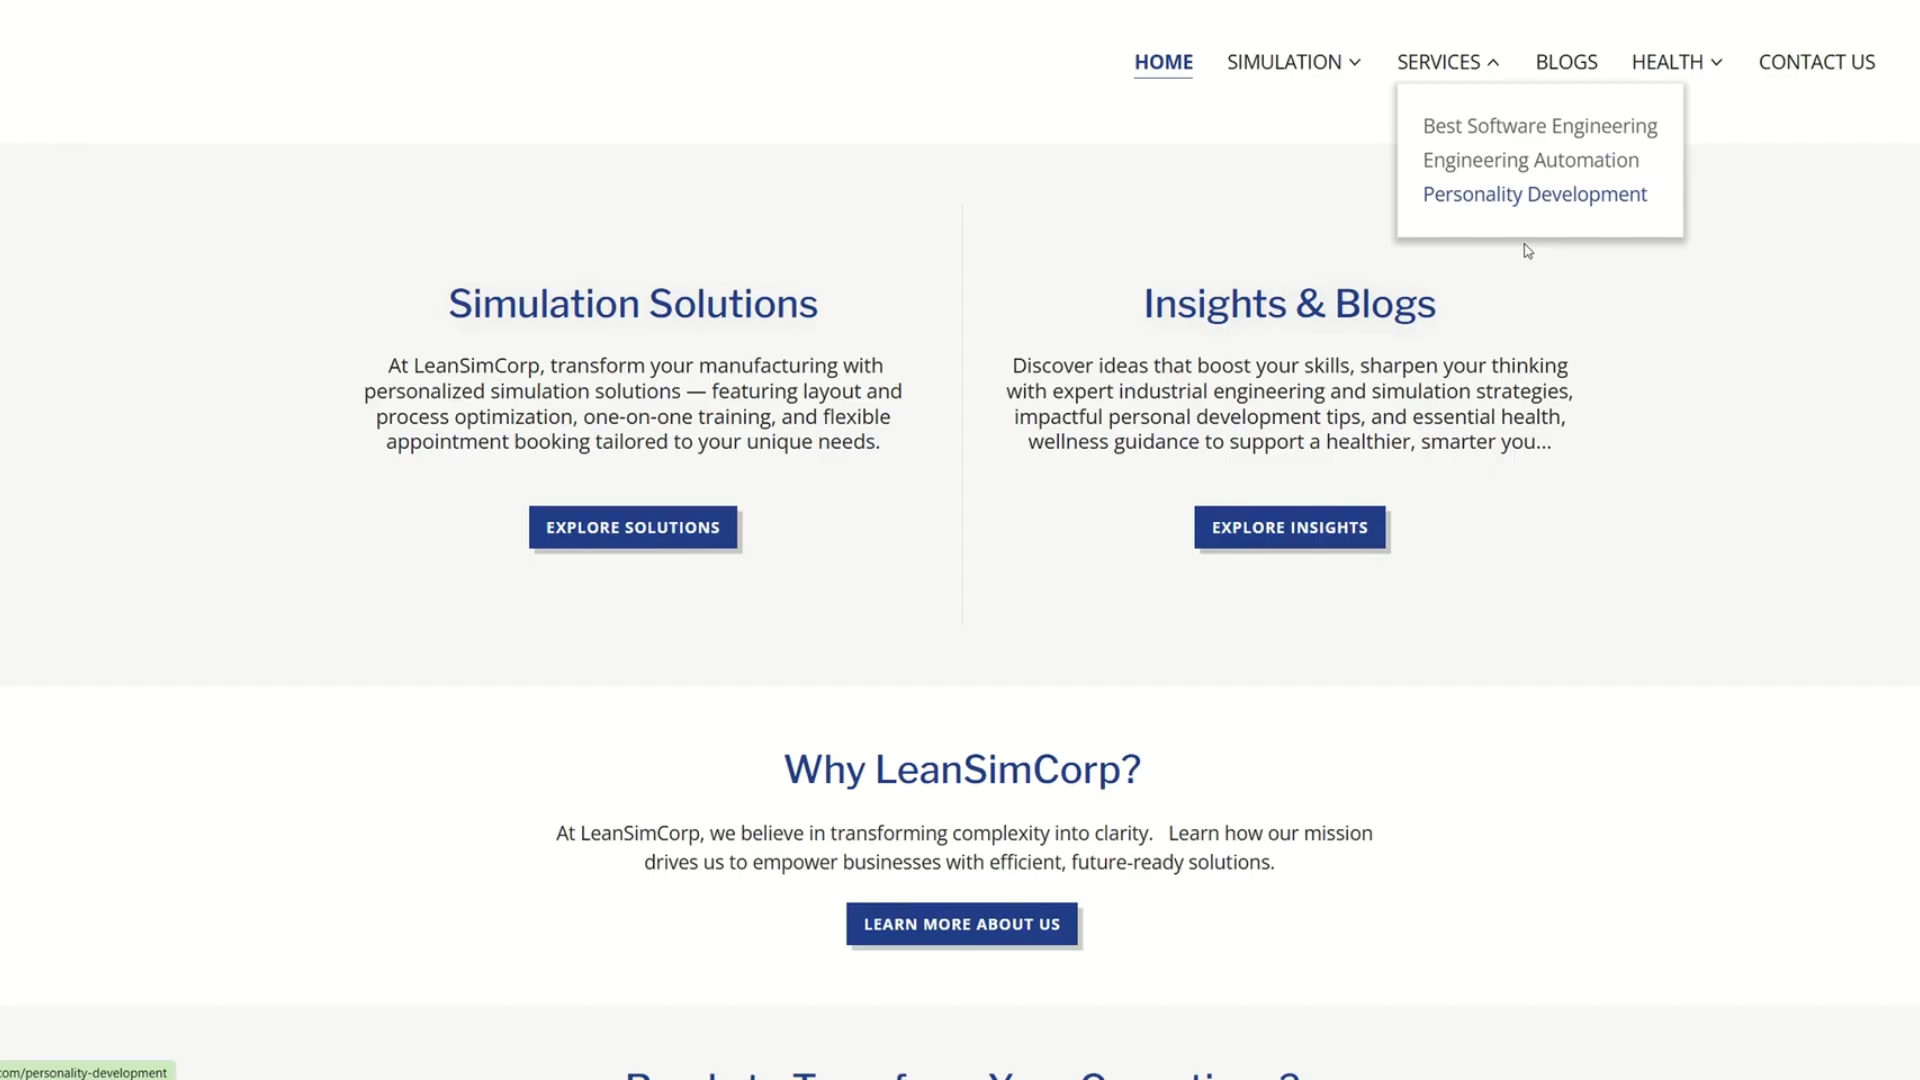 HOME SIMULATION SERVICES BLOGS HEALTH CONTACT US
Best Software Engineering
Engineering Automation
Personality Development
Simulation Solutions
At LeanSimCorp, transform your manufacturing with
personalized simulation solutions — featuring layout and
process optimization, one-on-one training, and flexible
appointment booking tailored to your unique needs.
EXPLORE SOLUTIONS
Insights & Blogs
Discover ideas that boost your skills, sharpen your thinking
with expert industrial engineering and simulation strategies,
impactful personal development tips, and essential health,
wellness guidance to support a healthier, smarter you...
EXPLORE INSIGHTS
Why LeanSimCorp?
At LeanSimCorp, we believe in transforming complexity into clarity. Learn how our mission
drives us to empower businesses with efficient, future-ready solutions.
LEARN MORE ABOUT US
com/personality-development